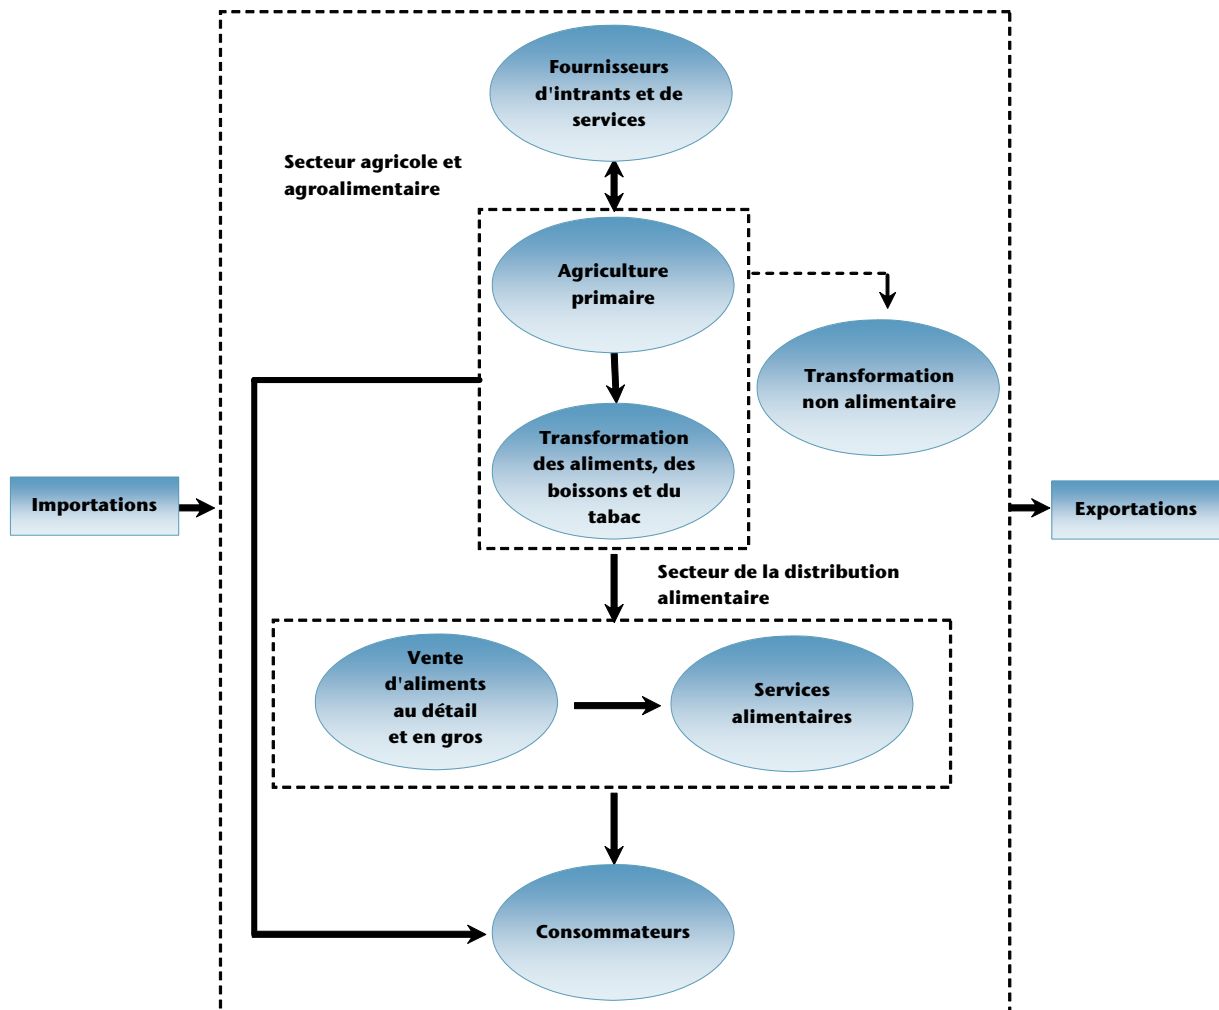 Fournisseurs
d'intrants et de
services
Secteur agricole et
agroalimentaire
Agriculture
primaire
Transformation
non alimentaire
Transformation
des aliments, des
boissons et du
tabac
Importations
Exportations
Secteur de la distribution
alimentaire
Vente
d'aliments
au détail
et en gros
Services
alimentaires
Consommateurs